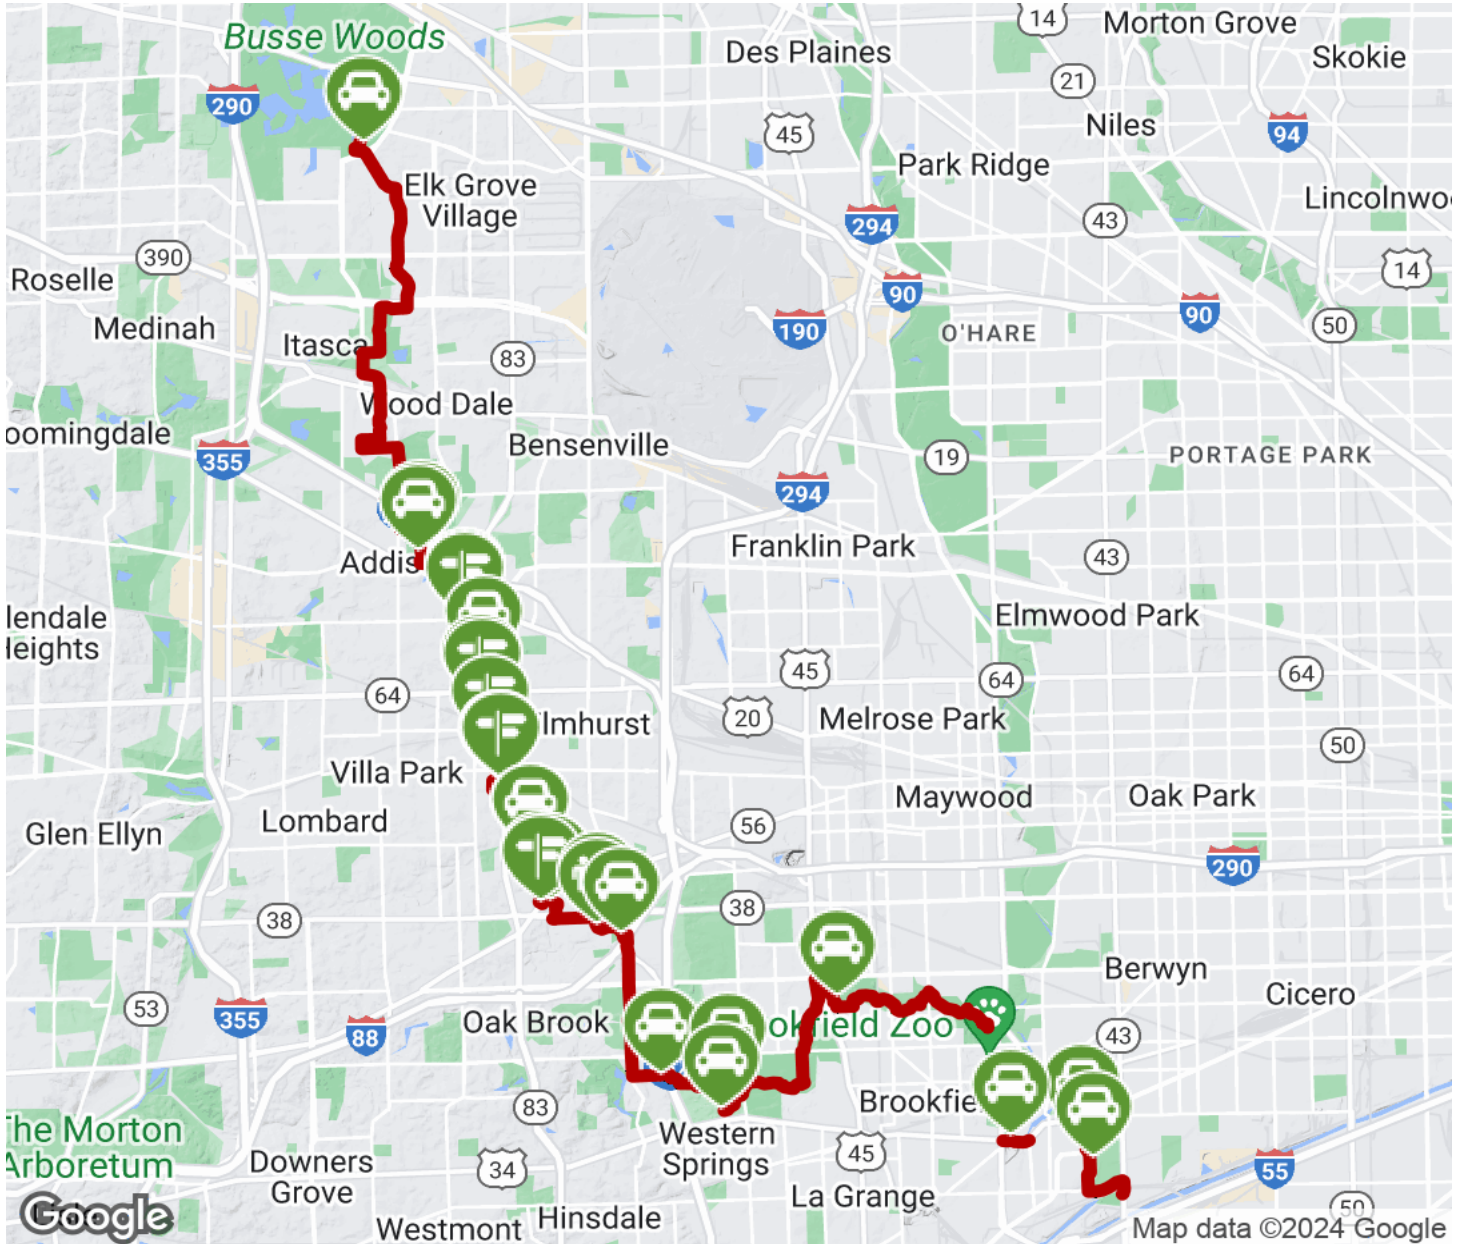 14
Morton Grove
Busse Woods
Des Plaines
Skokie
21
290
45
94
Niles
Park Ridge
Elk Grove
Village
Lincolnwo
43
294
390
Roselle
14
90
90
Medinah
190
50
Itasca
O'HARE
83
Wood Dale
oomingdale
Bensenville
355
19
PORTAGE PARK
294
Addis
Franklin Park
43
lendale
Heights
Elmwood Park
45
64
64
64
20
lmhurst
Melrose Park
50
Villa Park
Maywood
Oak Park
Lombard
56
Glen Ellyn
290
38
38
Berwyn
Cicero
53
355
88
Oak Brook
okfield Zoo
43
83
Brookfie
The Morton
Arboretum
Western
Springs
Downers
Grove
34
45
55
La Grange
50
Google
Westmont
Hinsdale
Map data ©2024 Google